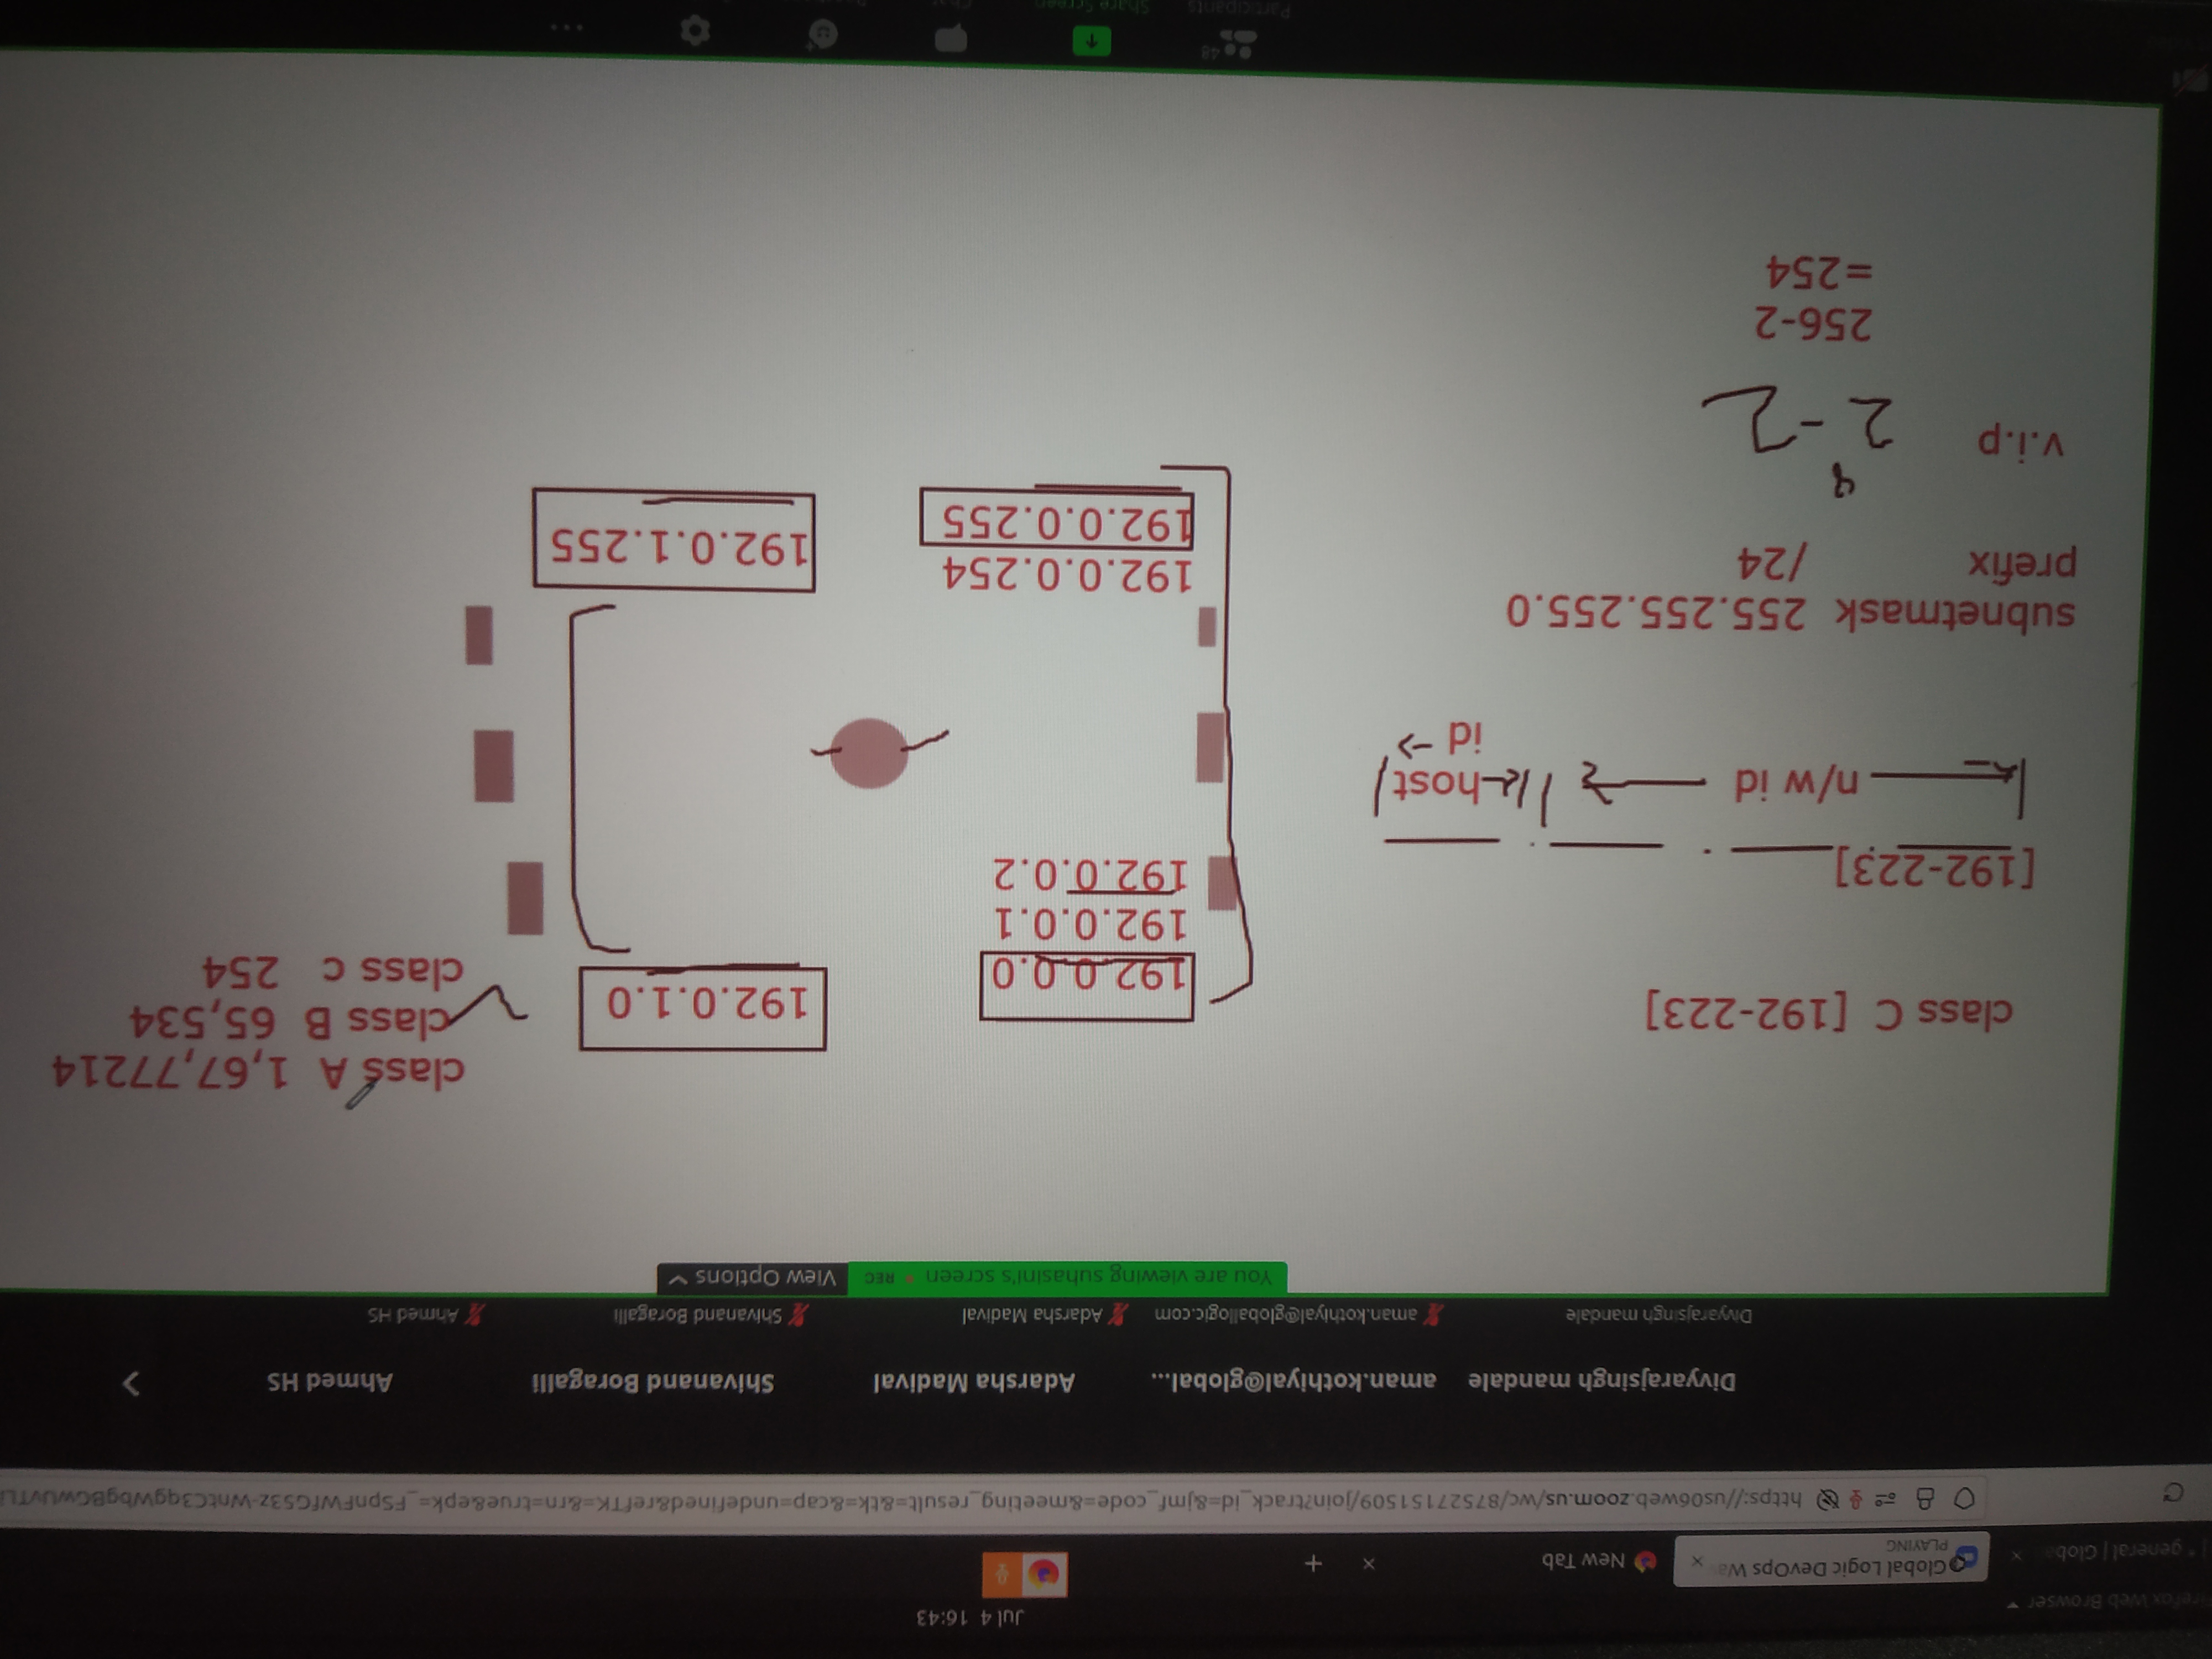 Firefox Web Browser
Jul 4 16:43
* general | Globa
Global Logic DevOps Wa
PLAYING
New Tab
https://us06web.zoom.us/wc/87527151509/join?track_id=&jmf_code=&meeting_result=&tk=&cap=undefined&refTK=&rn=true&epk=_FSpnFWfG53z-WntC3qgWbgBGwUvTLi
Divyarajsingh mandale aman.kothiyal@global... Adarsha Madival Shivanand Boragalli Ahmed HS
Divyarajsingh mandale aman.kothiyal@globallogic.com Adarsha Madival Shivanand Boragalli Ahmed HS
You are viewing suhasini's screen REC View Options
class C [192-223]
[192-223] . .
n/w id
host
id ->
subnetmask 255.255.255.0
prefix /24
v.i.p 2^8 - 2
256-2
=254
192.0.0.0
192.0.0.1
192.0.0.2
192.0.0.254
192.0.0.255
192.0.1.0
192.0.1.255
class A 1,67,77214
class B 65,534
class c 254
48
Participants Share Screen